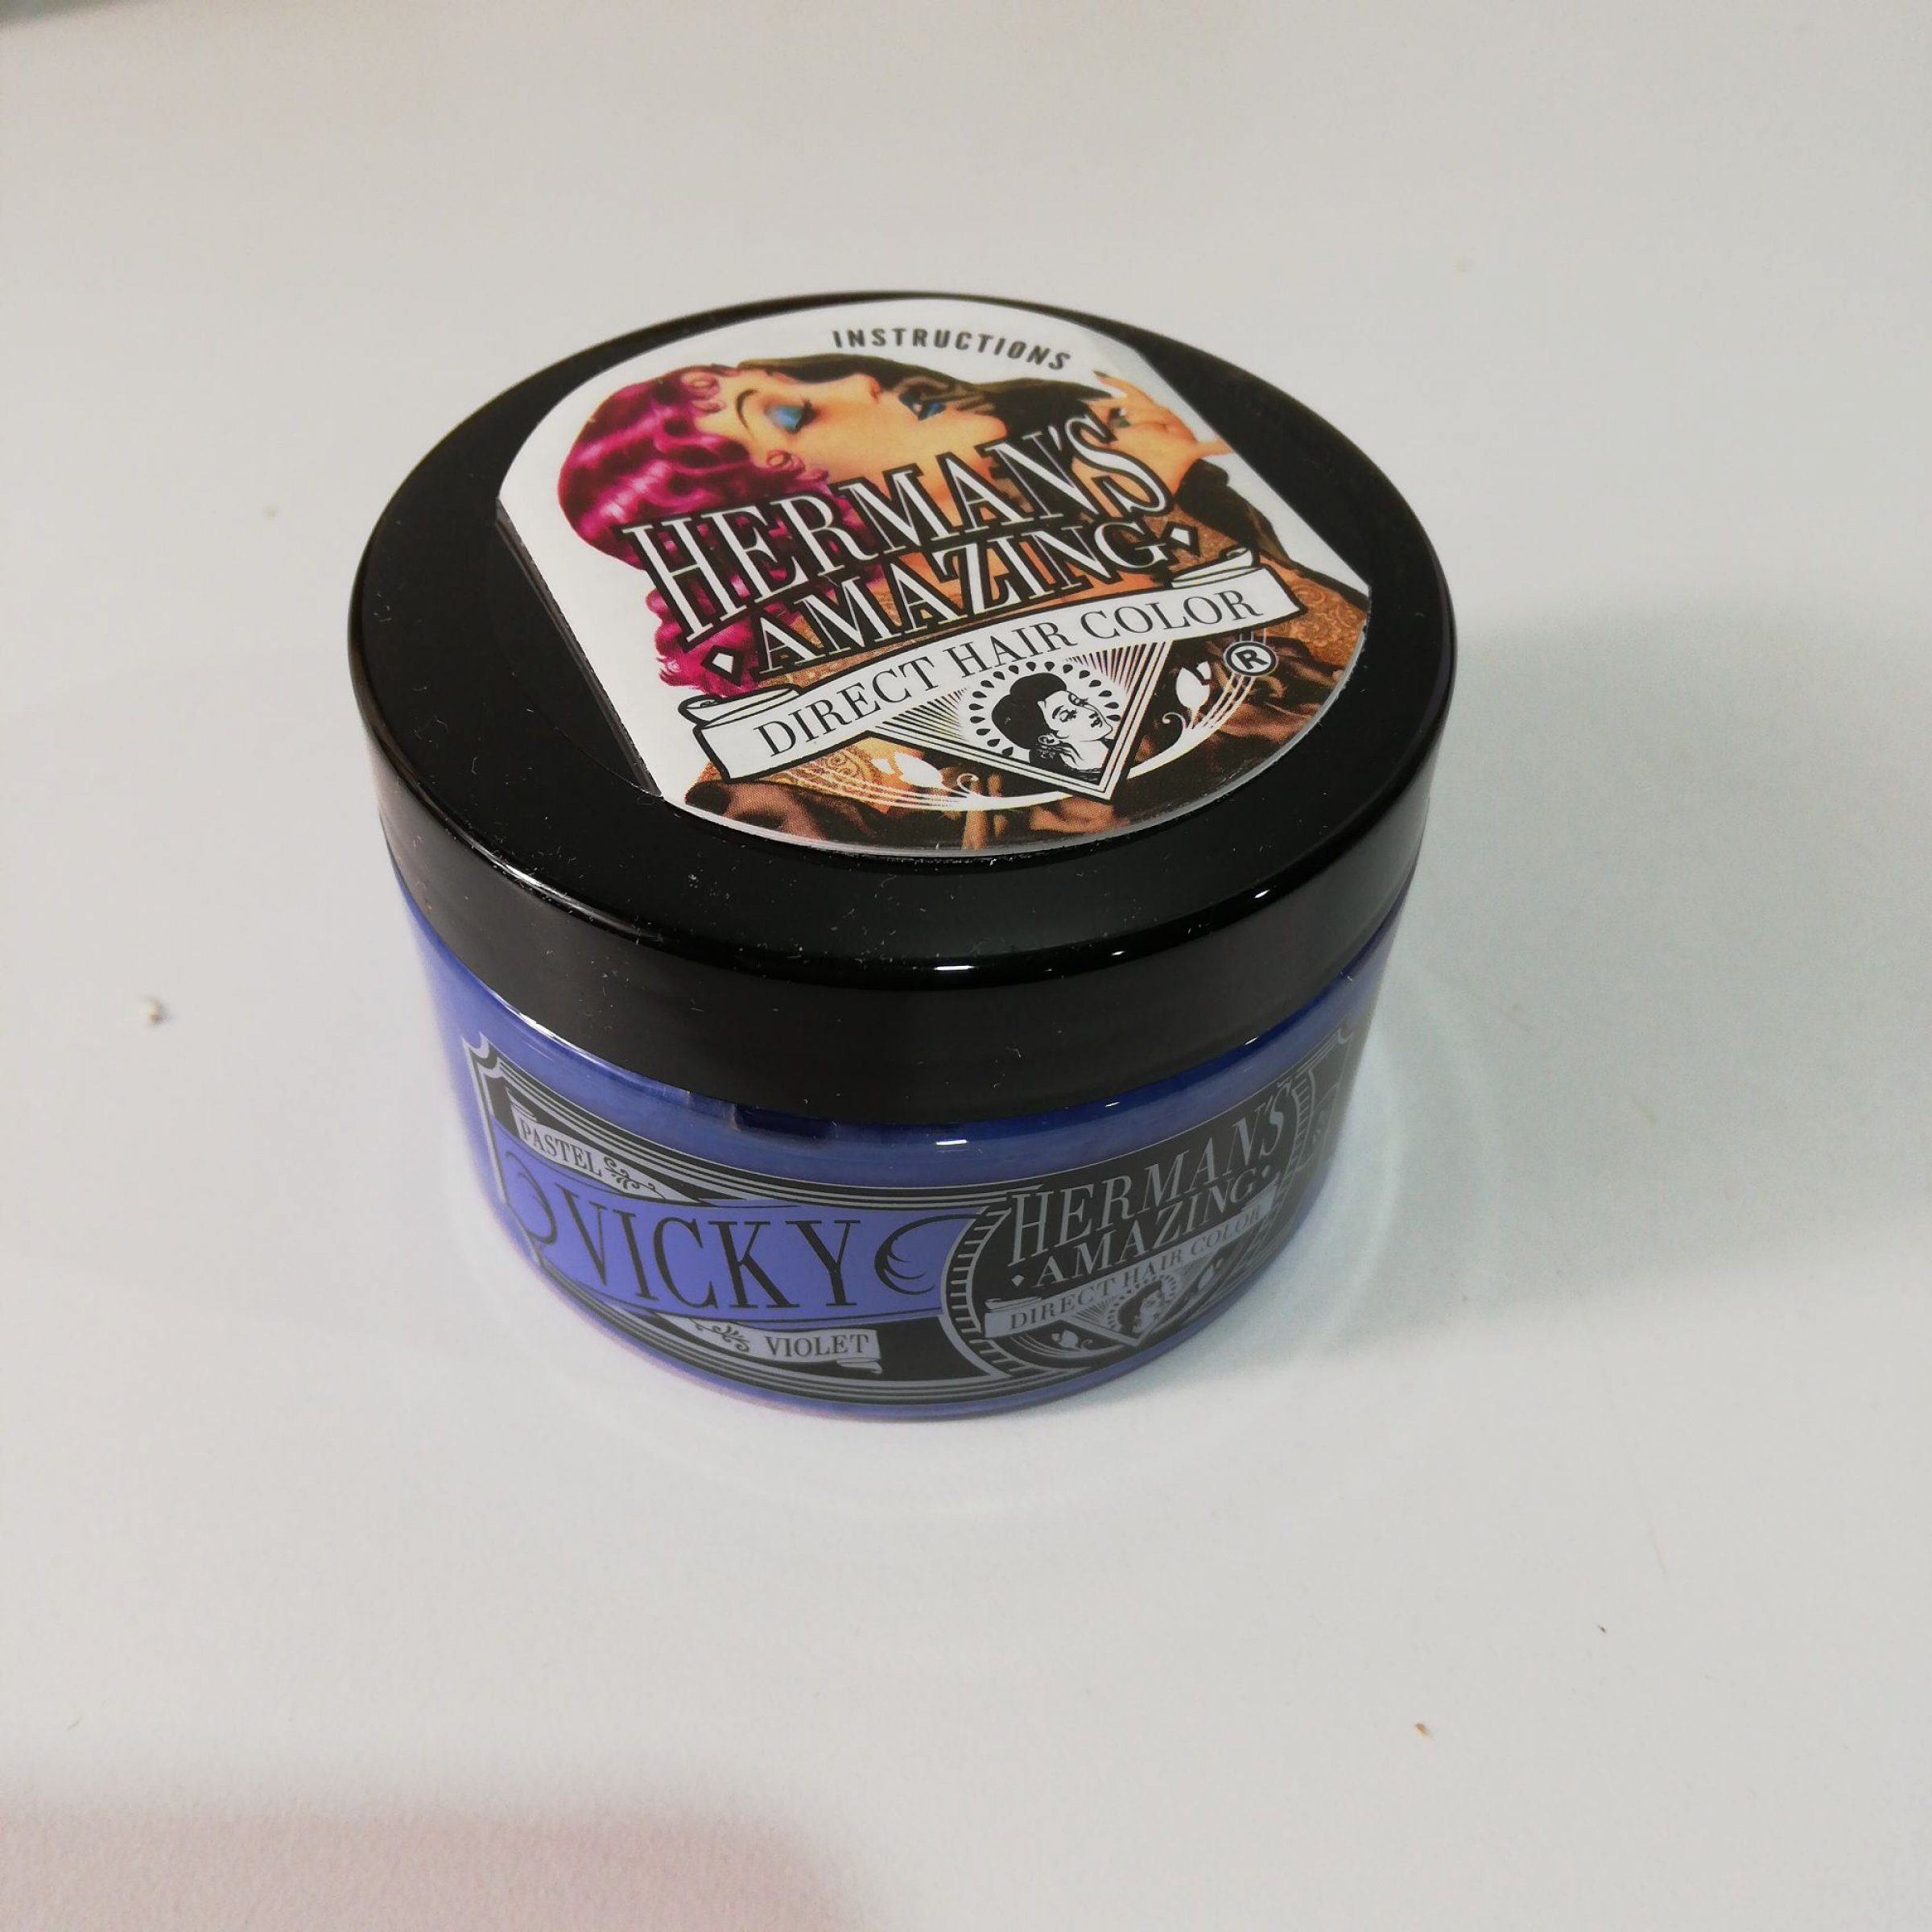 INSTRUCTIONS
HERMAN'S
AMAZING
DIRECT HAIR COLOR
®
PASTEL
VICKY
VIOLET
HERMAN'S
AMAZING
DIRECT HAIR COLOR